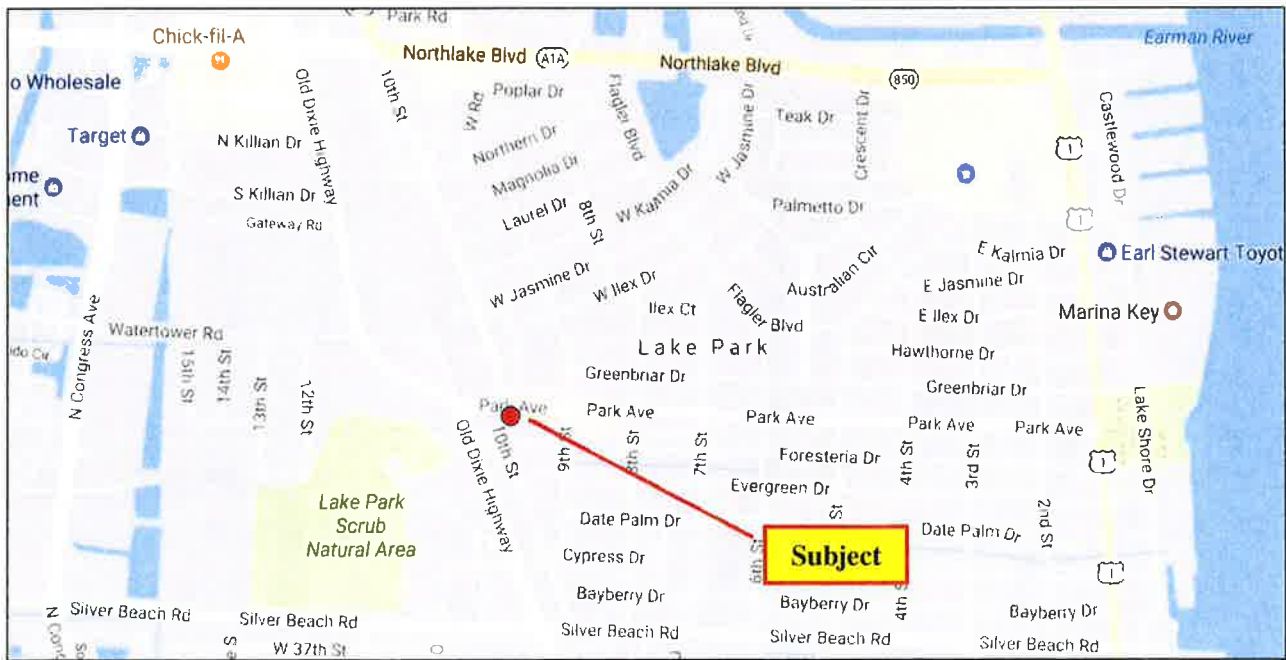 Park Rd
Chick-fil-A
Northlake Blvd
A1A
Northlake Blvd
850
Earman River
o Wholesale
Old Dixie Highway
10th St
W Rd
Poplar Dr
Flagler Blvd
W Jasmine Dr
Teak Dr
Crescent Dr
Castlewood Dr
Target
N Killian Dr
Northern Dr
1
ome
ent
Magnolia Dr
S Killian Dr
Laurel Dr
8th St
W Kalmia Dr
Palmetto Dr
1
Gateway Rd
E Kalmia Dr
Earl Stewart Toyot
W Jasmine Dr
W Ilex Dr
Australian Cir
E Jasmine Dr
Ilex Ct
Flagler Blvd
E Ilex Dr
Marina Key
N Congress Ave
Watertower Rd
Lake Park
Hawthorne Dr
ido Cir
15th St
14th St
13th St
12th St
Greenbriar Dr
Greenbriar Dr
Park Ave
Park Ave
Park Ave
Park Ave
Park Ave
Lake Shore Dr
Old Dixie Highway
10th St
9th St
8th St
7th St
Foresteria Dr
4th St
3rd St
1
Evergreen Dr
Lake Park
Scrub
Natural Area
Date Palm Dr
St
Date Palm Dr
2nd St
Cypress Dr
6th St
Subject
1
Bayberry Dr
Bayberry Dr
4th St
Bayberry Dr
N Cong
Silver Beach Rd
Silver Beach Rd
Silver Beach Rd
Silver Beach Rd
Silver Beach Rd
W 37th St